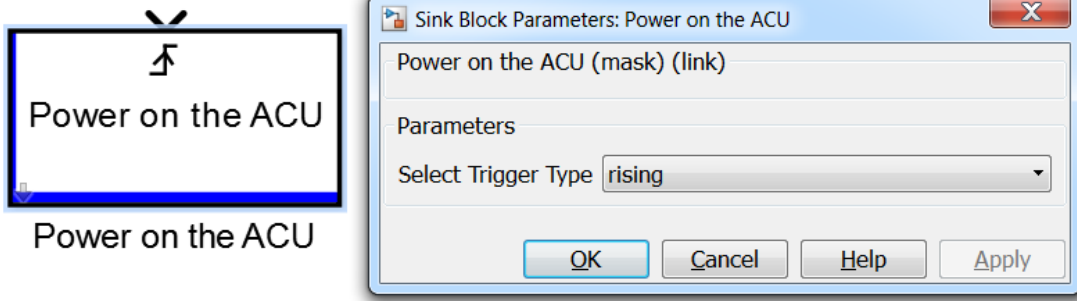 Power on the ACU
Power on the ACU
Sink Block Parameters: Power on the ACU
X
Power on the ACU (mask) (link)
Parameters
Select Trigger Type rising
OK Cancel Help Apply